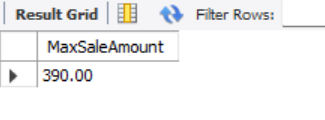 Result Grid Filter Rows:
MaxSaleAmount
390.00